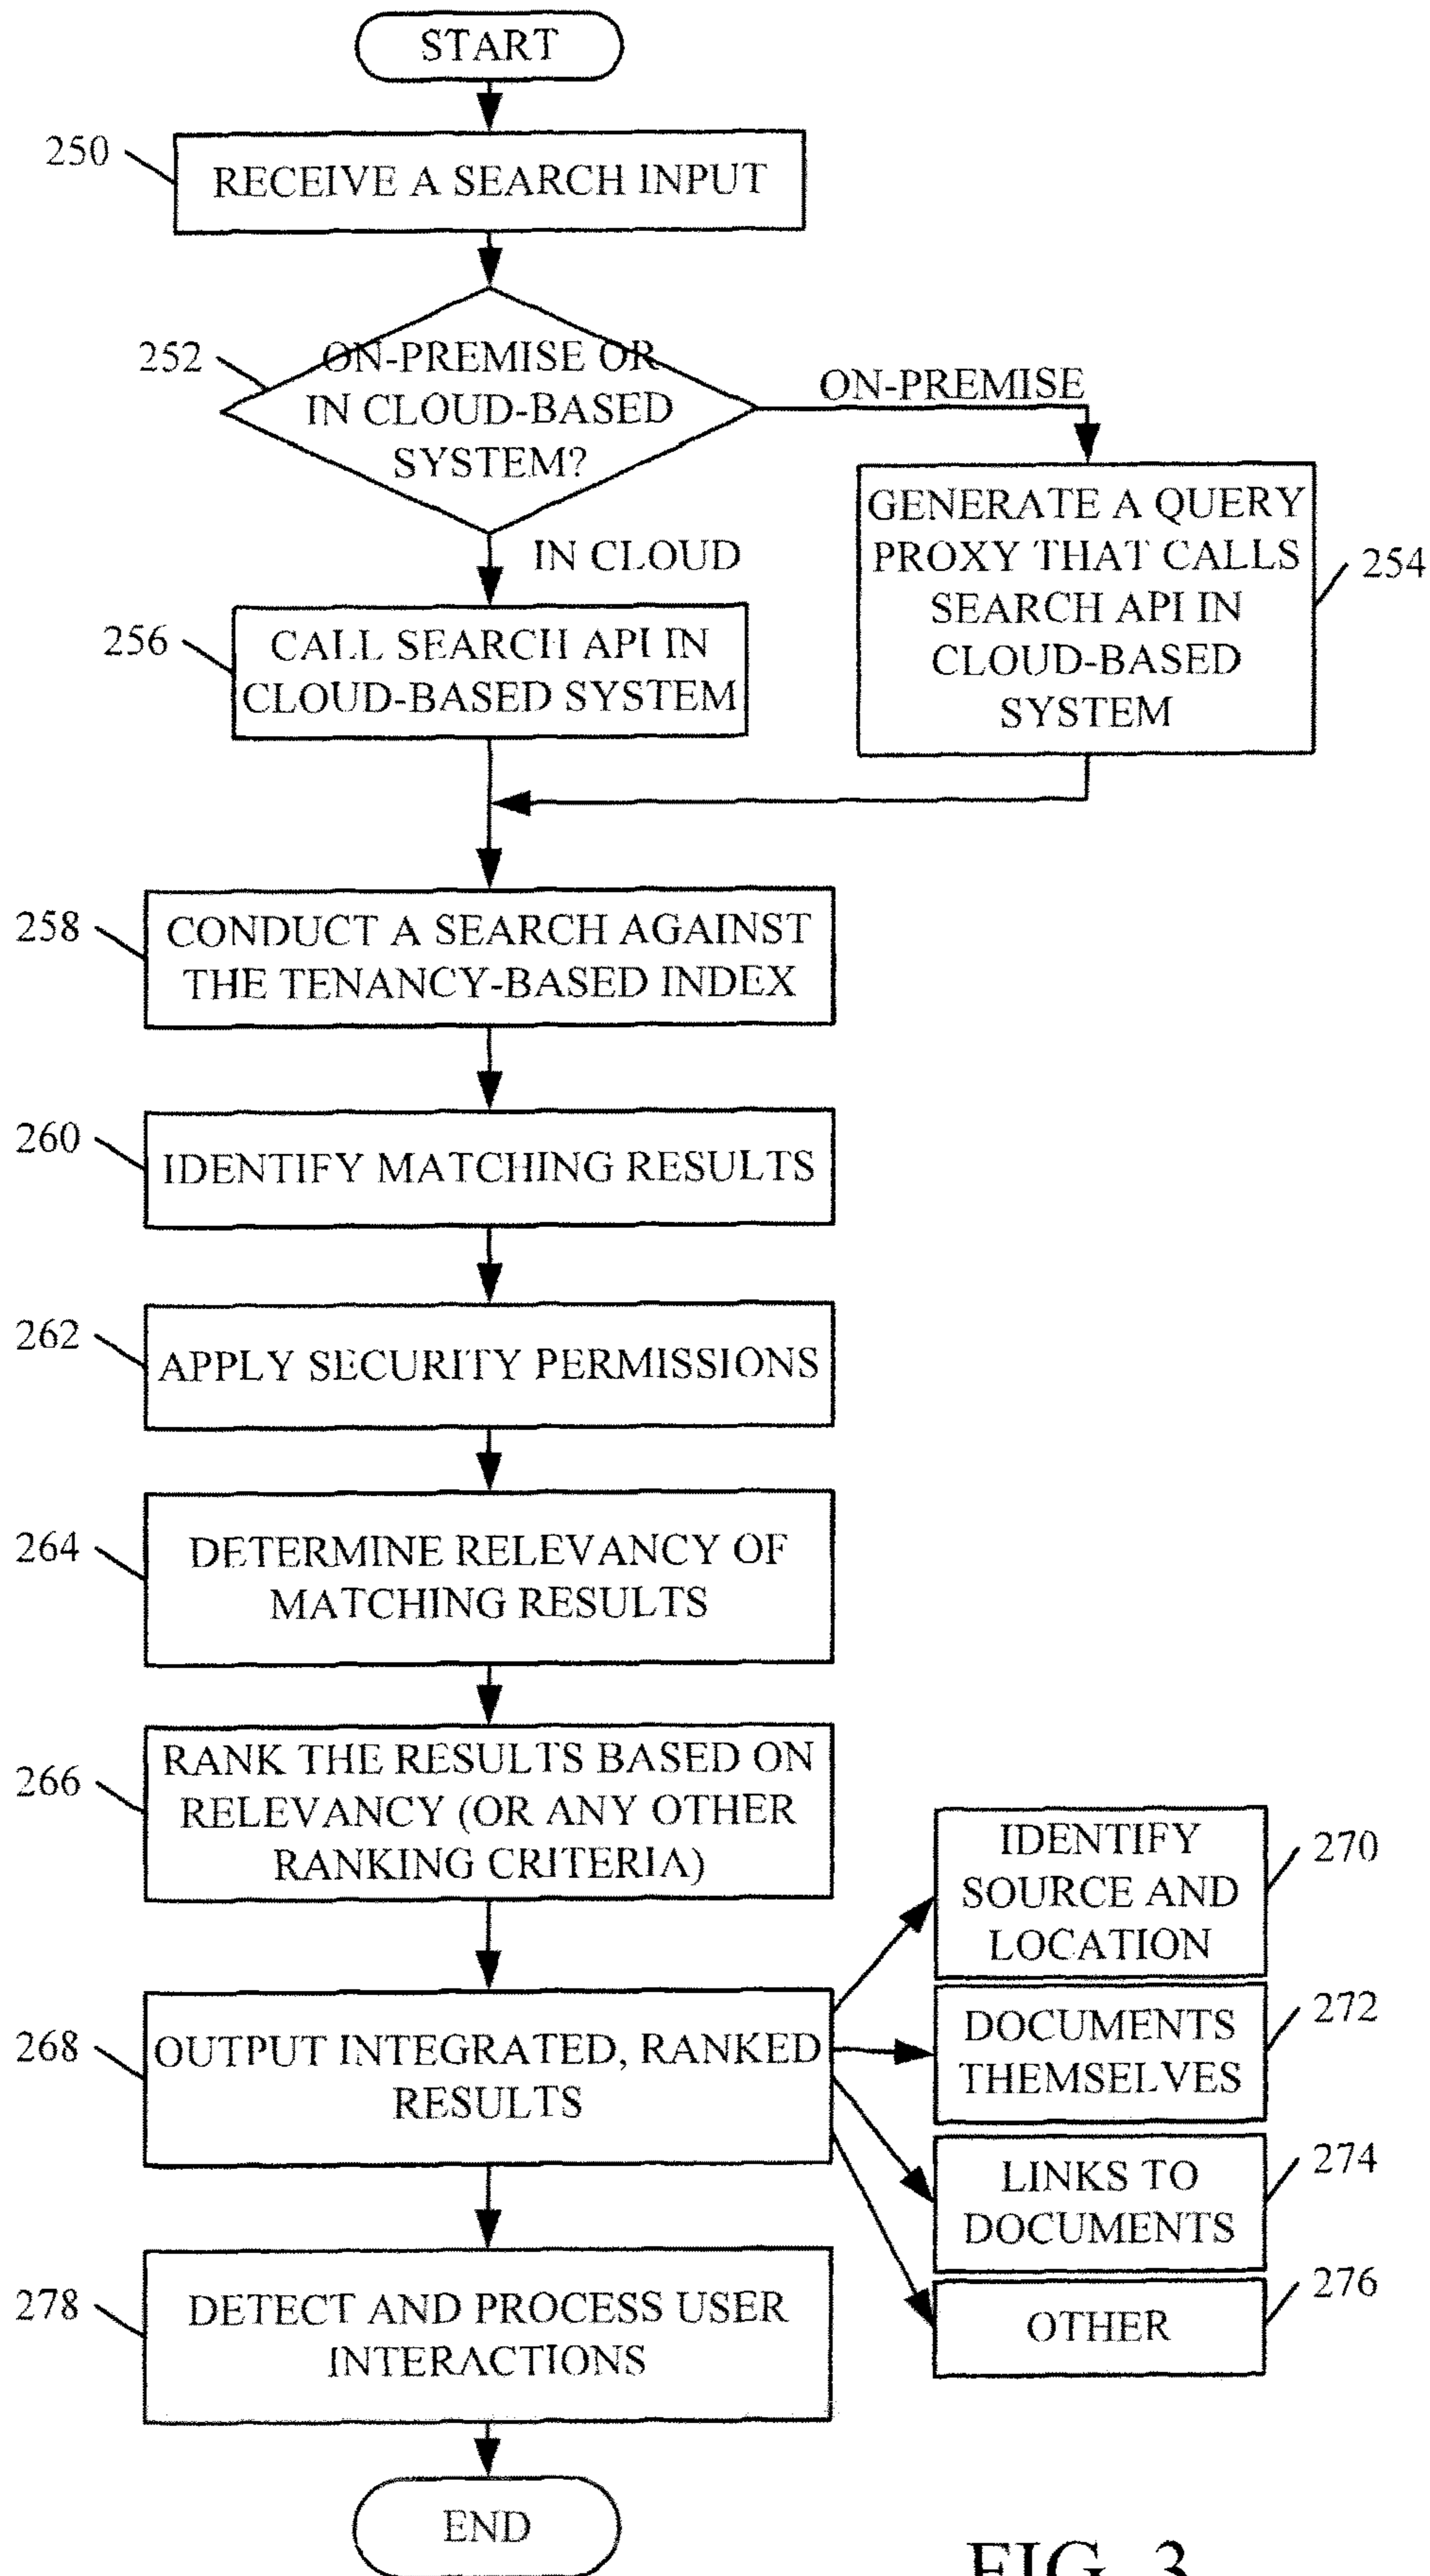 START
250
RECEIVE A SEARCH INPUT
252
ON-PREMISE OR
IN CLOUD-BASED
SYSTEM?
ON-PREMISE
IN CLOUD
GENERATE A QUERY
PROXY THAT CALLS
SEARCH API IN
CLOUD-BASED
SYSTEM
254
256
CALL SEARCH API IN
CLOUD-BASED SYSTEM
258
CONDUCT A SEARCH AGAINST
THE TENANCY-BASED INDEX
260
IDENTIFY MATCHING RESULTS
262
APPLY SECURITY PERMISSIONS
264
DETERMINE RELEVANCY OF
MATCHING RESULTS
266
RANK THE RESULTS BASED ON
RELEVANCY (OR ANY OTHER
RANKING CRITERIA)
268
OUTPUT INTEGRATED, RANKED
RESULTS
IDENTIFY
SOURCE AND
LOCATION
270
DOCUMENTS
THEMSELVES
272
LINKS TO
DOCUMENTS
274
OTHER
276
278
DETECT AND PROCESS USER
INTERACTIONS
END
FIG. 3